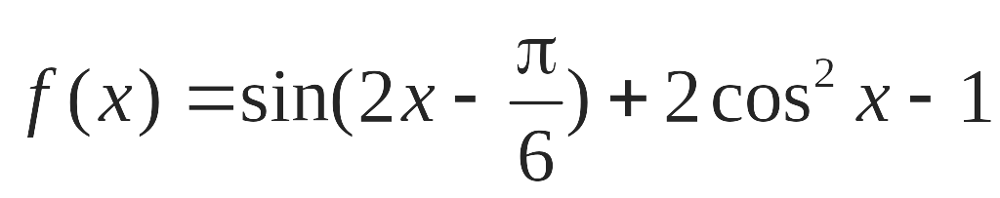 f(x) = sin(2x - π/6) + 2cos² x - 1